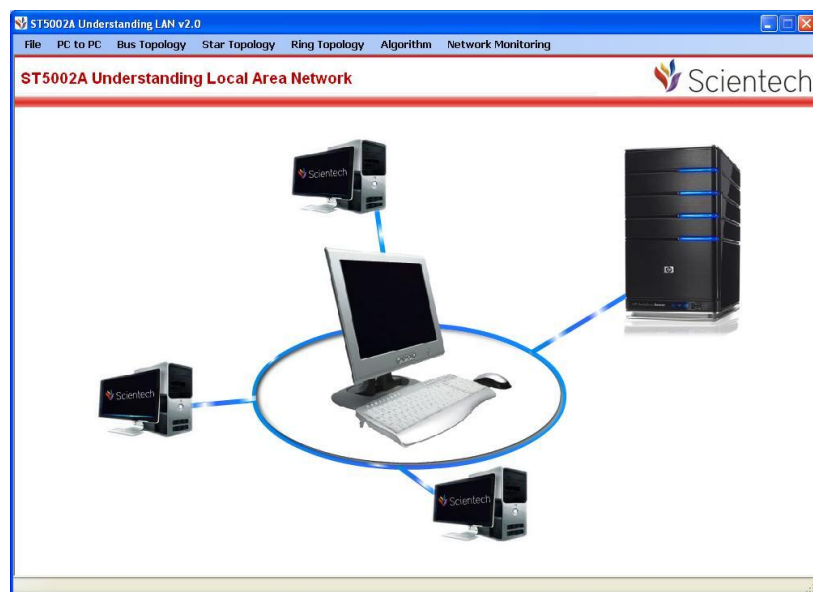 ST5002A Understanding LAN v2.0
File PC to PC Bus Topology Star Topology Ring Topology Algorithm Network Monitoring
ST5002A Understanding Local Area Network
Scientech
Scientech
Scientech
Scientech